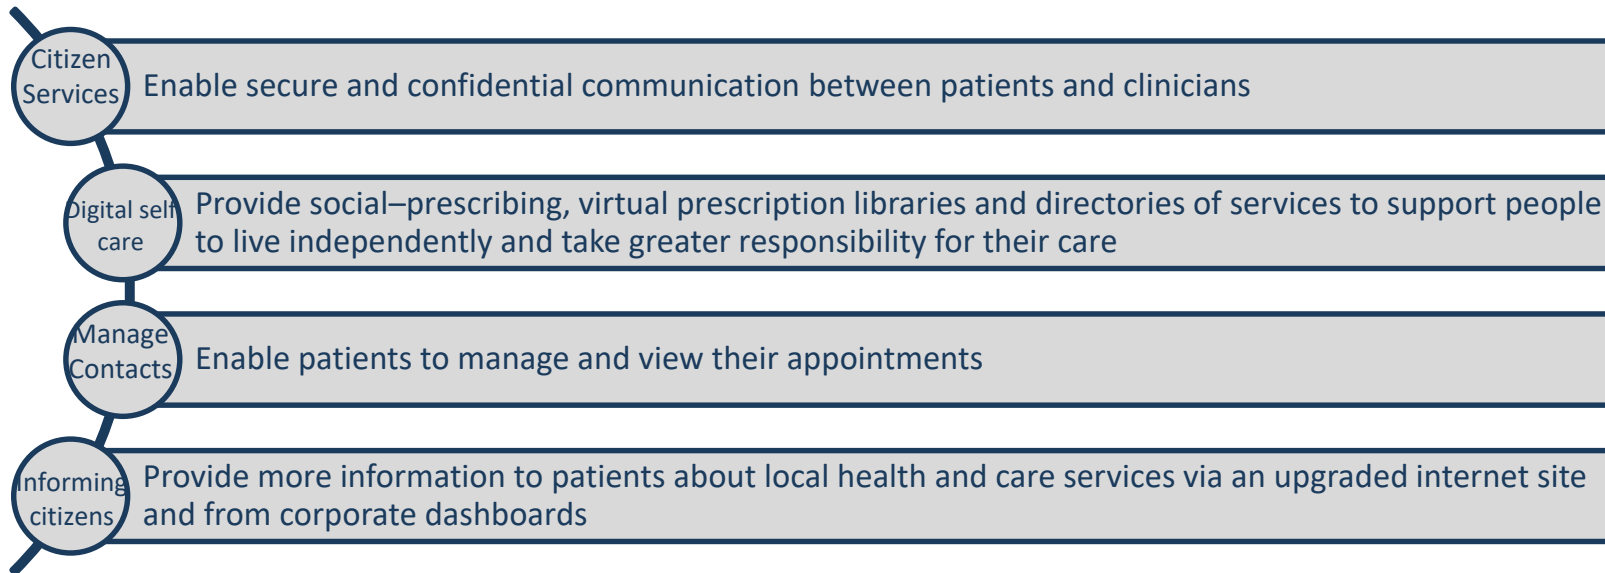 Citizen
Services
Enable secure and confidential communication between patients and clinicians
Digital self
care
Provide social–prescribing, virtual prescription libraries and directories of services to support people
to live independently and take greater responsibility for their care
Manage
Contacts
Enable patients to manage and view their appointments
Informing
citizens
Provide more information to patients about local health and care services via an upgraded internet site
and from corporate dashboards